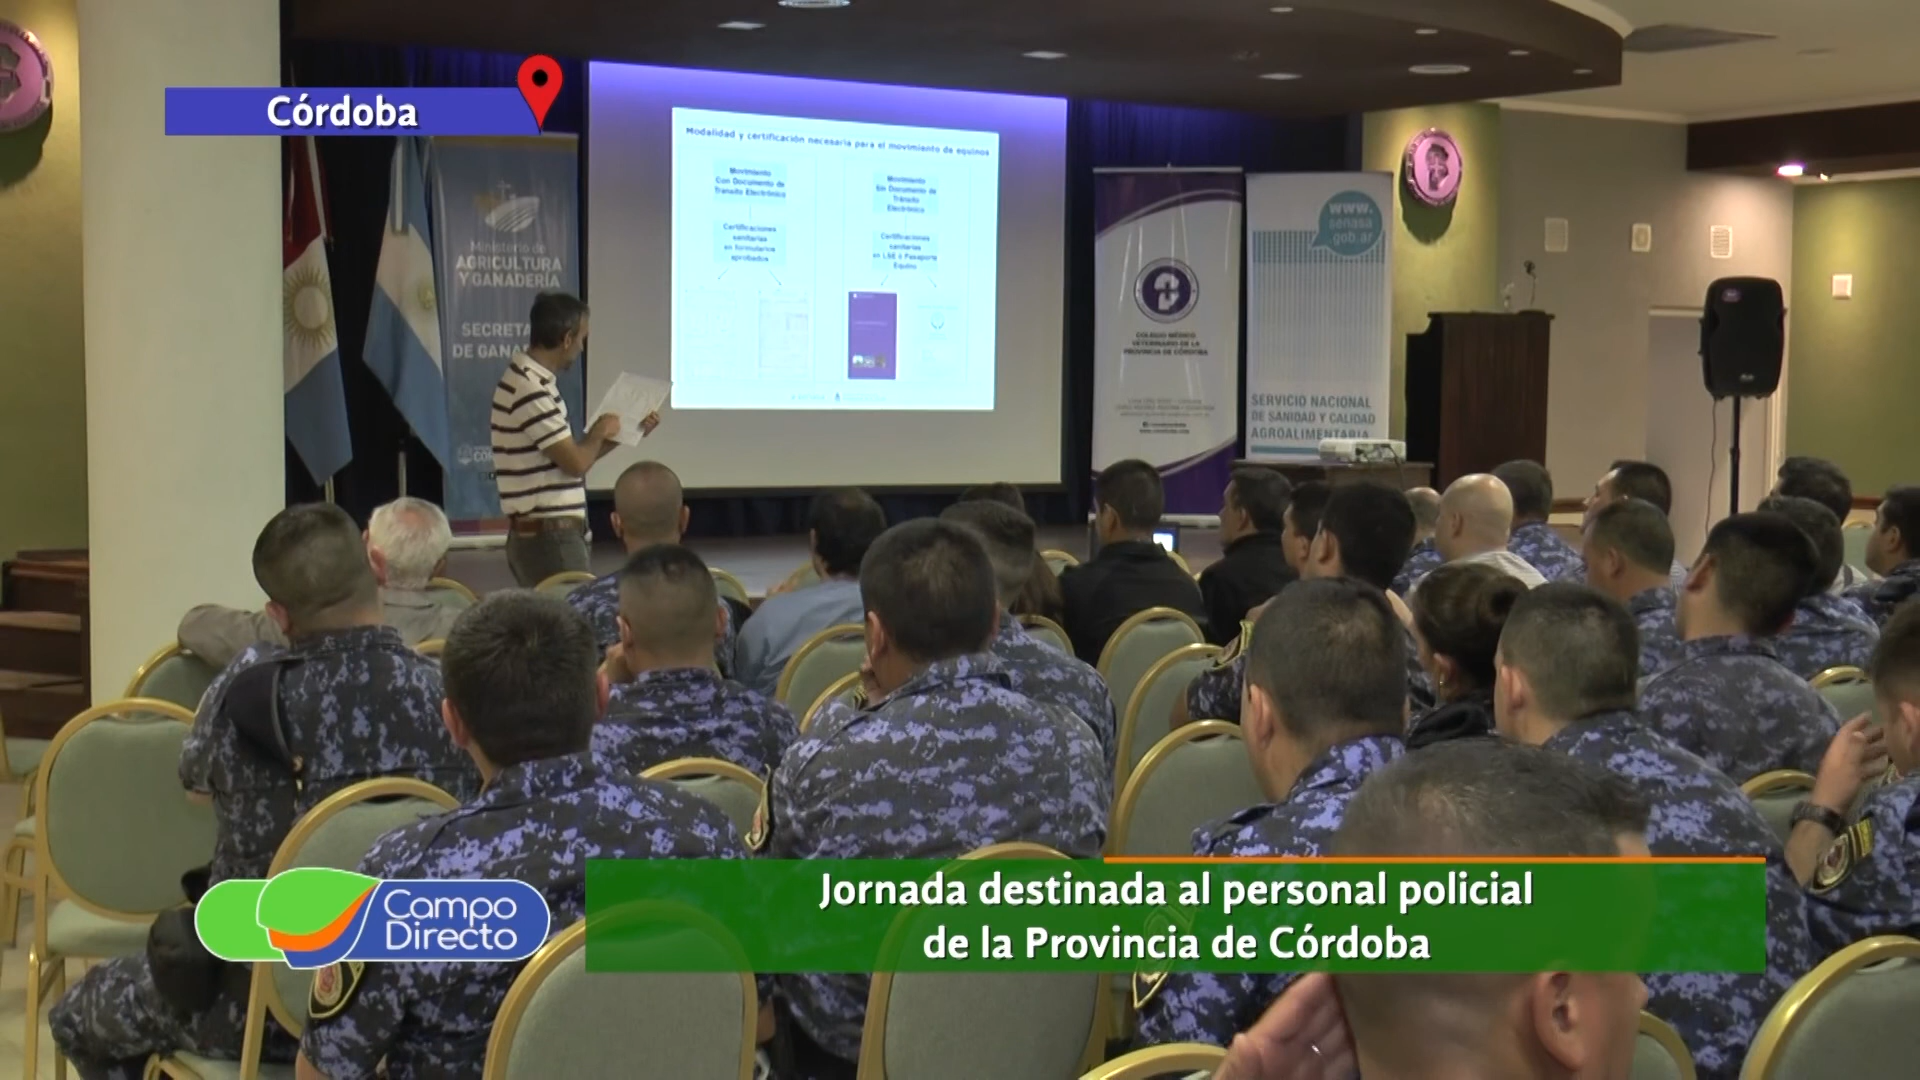 Córdoba
Modalidad y certificación necesaria para el movimiento de equinos
Movimiento
Con Documento de
Transito Electrónico
Certificaciones
sanitarias
en formularios
aprobados
Movimiento
Sin Documento de
Tránsito
Electrónico
Certificaciones
sanitarias
en LSE ó Pasaporte
Equino
Ministerio de
AGRICULTURA
Y GANADERÍA
SECRETA
DE GANA
COLEGIO MÉDICO
VETERINARIO DE LA
PROVINCIA DE CÓRDOBA
www.
senasa
gob.ar
SERVICIO NACIONAL
DE SANIDAD Y CALIDAD
AGROALIMENTARIA
Campo
Directo
Jornada destinada al personal policial
de la Provincia de Córdoba